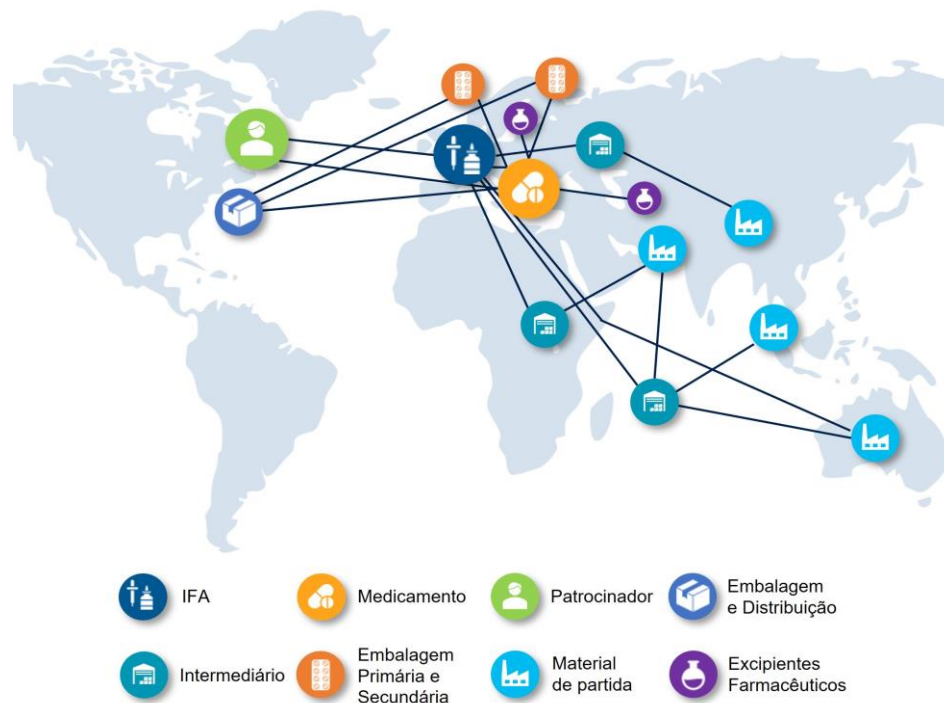 IFA
Medicamento
Patrocinador
Embalagem
e Distribuição
Intermediário
Embalagem
Primária e
Secundária
Material
de partida
Excipientes
Farmacêuticos